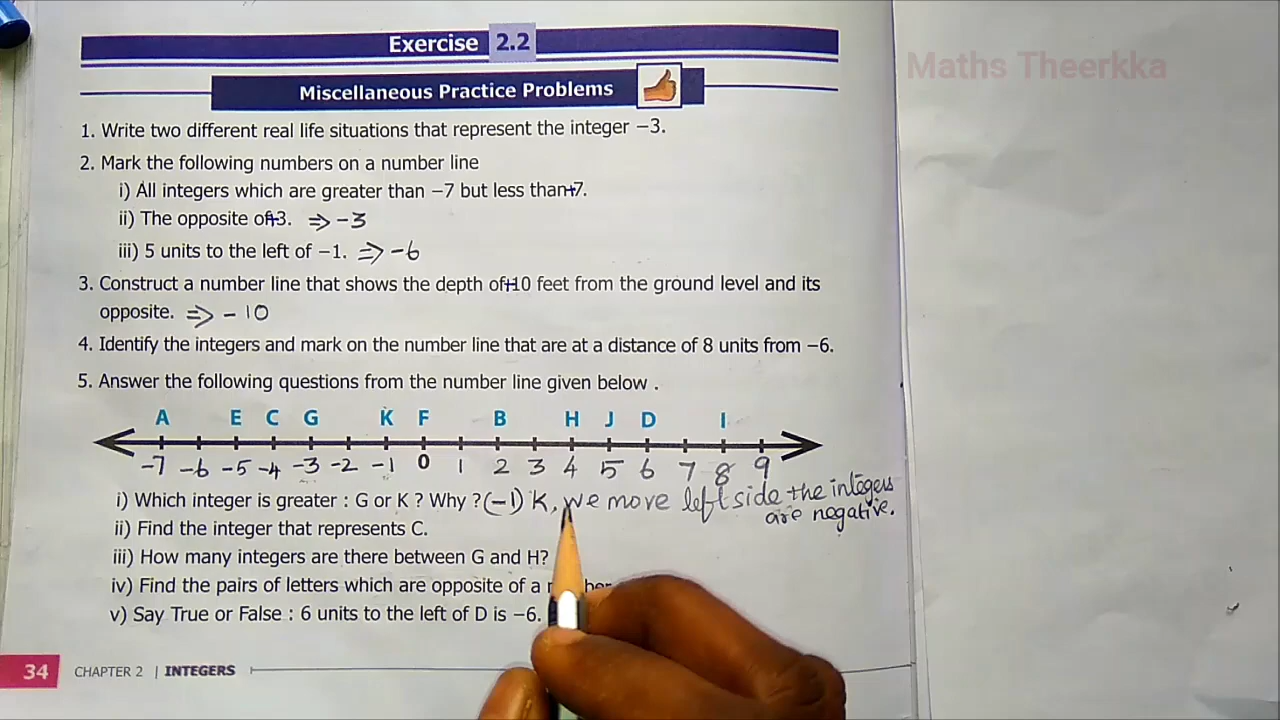 Exercise 2.2
Maths Theerkka
Miscellaneous Practice Problems
1. Write two different real life situations that represent the integer −3.
2. Mark the following numbers on a number line
i) All integers which are greater than −7 but less than +7.
ii) The opposite of +3. ⇒ -3
iii) 5 units to the left of −1. ⇒ -6
3. Construct a number line that shows the depth of +10 feet from the ground level and its
opposite. ⇒ -10
4. Identify the integers and mark on the number line that are at a distance of 8 units from −6.
5. Answer the following questions from the number line given below .
A E C G K F B H J D I
-7 -6 -5 -4 -3 -2 -1 0 1 2 3 4 5 6 7 8 9
i) Which integer is greater : G or K ? Why ? (-1) K, we move left side the integers
are negative.
ii) Find the integer that represents C.
iii) How many integers are there between G and H?
iv) Find the pairs of letters which are opposite of a
v) Say True or False : 6 units to the left of D is −6.
34 CHAPTER 2 | INTEGERS